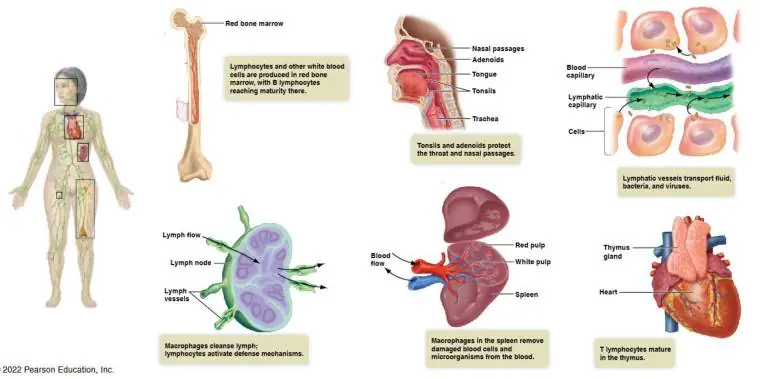 Red bone marrow
Lymphocytes and other white blood
cells are produced in red bone
marrow, with B lymphocytes
reaching maturity there.
Nasal passages
Adenoids
Tongue
Tonsils
Trachea
Tonsils and adenoids protect
the throat and nasal passages.
Blood
capillary
Lymphatic
capillary
Cells
Lymphatic vessels transport fluid,
bacteria, and viruses.
Lymph flow
Lymph node
Lymph
vessels
Macrophages cleanse lymph;
lymphocytes activate defense mechanisms.
Blood
flow
Red pulp
White pulp
Spleen
Macrophages in the spleen remove
damaged blood cells and
microorganisms from the blood.
Thymus
gland
Heart
T lymphocytes mature
in the thymus.
2022 Pearson Education, Inc.